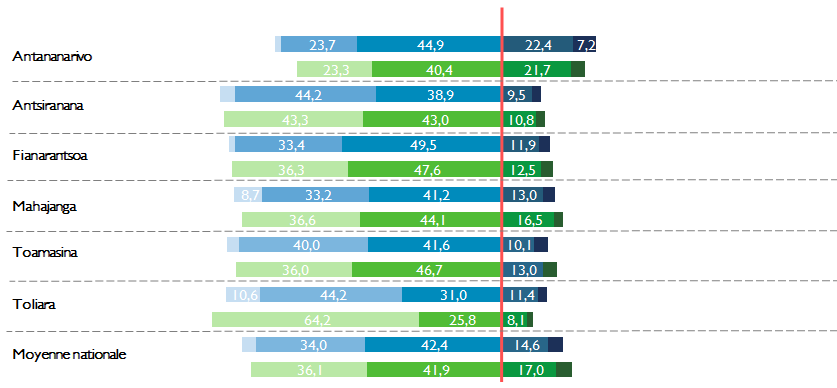 23,7 44,9 22,4 7,2
Antananarivo
23,3 40,4 21,7
44,2 38,9 9,5
Antsiranana
43,3 43,0 10,8
33,4 49,5 11,9
Fianarantsoa
36,3 47,6 12,5
8,7 33,2 41,2 13,0
Mahajanga
36,6 44,1 16,5
40,0 41,6 10,1
Toamasina
36,0 46,7 13,0
10,6 44,2 31,0 11,4
Toliara
64,2 25,8 8,1
34,0 42,4 14,6
Moyenne nationale
36,1 41,9 17,0